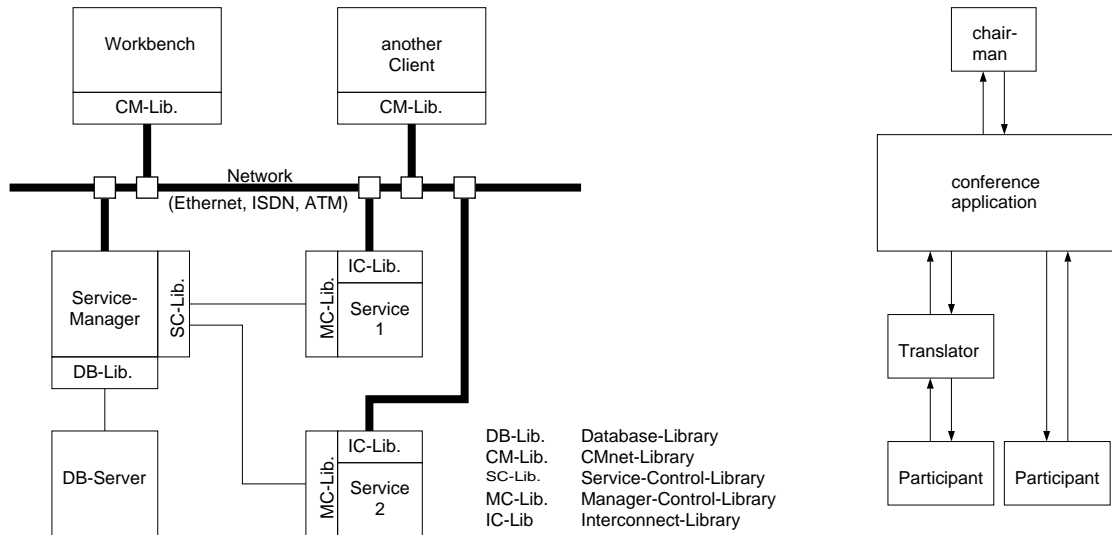 Workbench
CM-Lib.
another
Client
CM-Lib.
Network
(Ethernet, ISDN, ATM)
Service-
Manager
SC-Lib.
DB-Lib.
DB-Server
MC-Lib.
IC-Lib.
Service
1
MC-Lib.
IC-Lib.
Service
2
DB-Lib. Database-Library
CM-Lib. CMnet-Library
SC-Lib. Service-Control-Library
MC-Lib. Manager-Control-Library
IC-Lib Interconnect-Library
chair-
man
conference
application
Translator
Participant
Participant